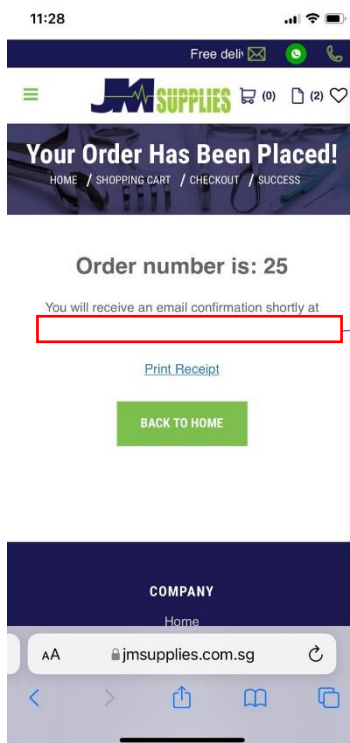 11:28
Free deli
JM SUPPLIES (0) (2)
Your Order Has Been Placed!
HOME / SHOPPING CART / CHECKOUT / SUCCESS
Order number is: 25
You will receive an email confirmation shortly at
Print Receipt
BACK TO HOME
COMPANY
Home
AA jmsupplies.com.sg